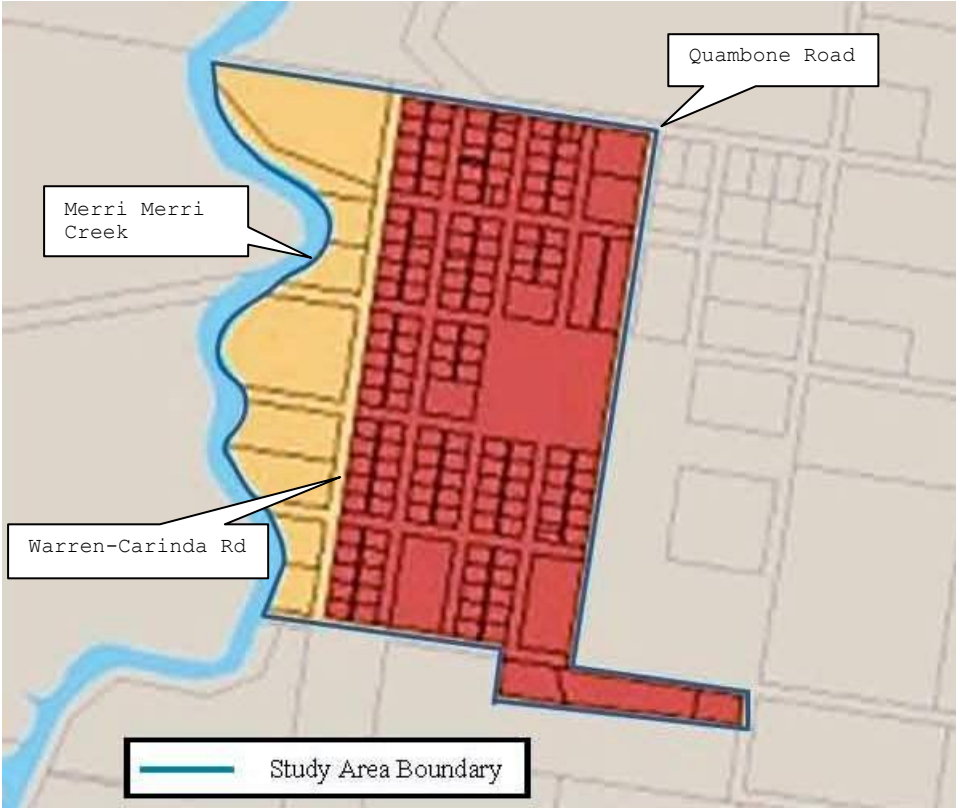 Quambone Road
Merri Merri
Creek
Warren-Carinda Rd
Study Area Boundary